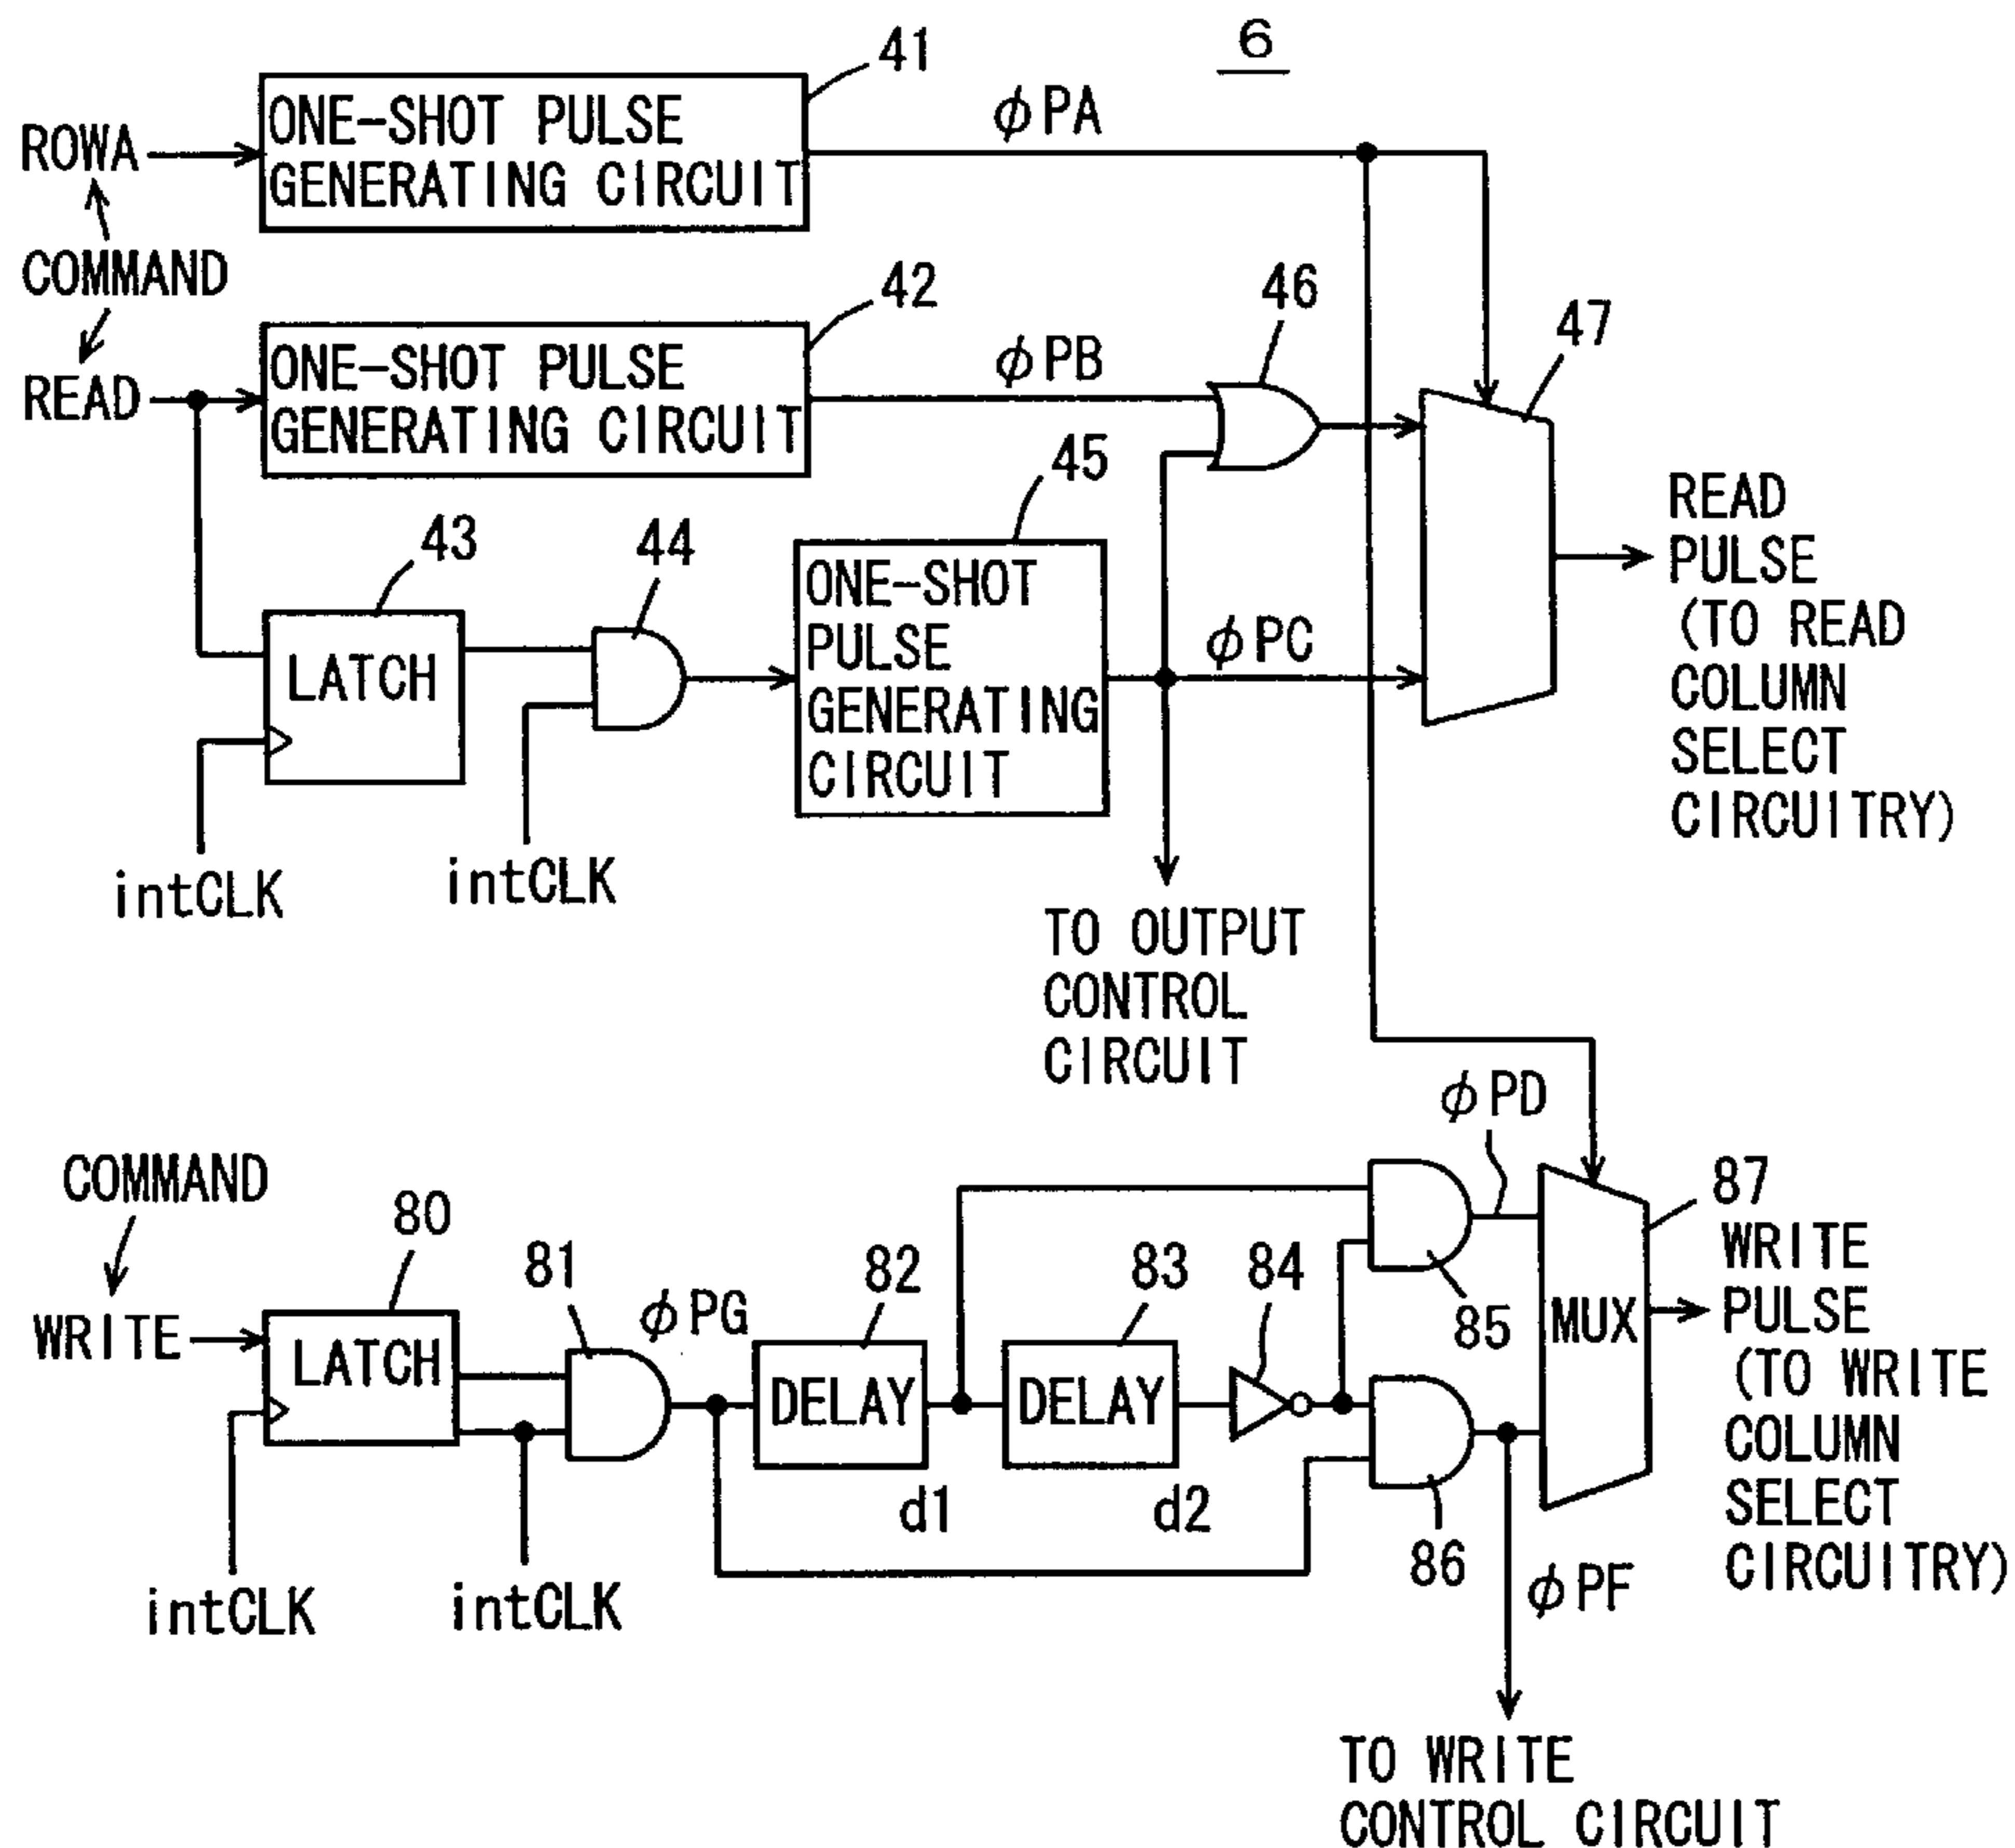 6
41
ROWA
ONE-SHOT PULSE
GENERATING CIRCUIT
ϕPA
COMMAND
42
READ
ONE-SHOT PULSE
GENERATING CIRCUIT
ϕPB
46
47
43
LATCH
intCLK
44
intCLK
45
ONE-SHOT
PULSE
GENERATING
CIRCUIT
ϕPC
READ
PULSE
(TO READ
COLUMN
SELECT
CIRCUITRY)
TO OUTPUT
CONTROL
CIRCUIT
COMMAND
WRITE
80
LATCH
intCLK
81
intCLK
ϕPG
82
DELAY
d1
83
DELAY
d2
84
85
ϕPD
86
ϕPF
MUX
87
WRITE
PULSE
(TO WRITE
COLUMN
SELECT
CIRCUITRY)
TO WRITE
CONTROL CIRCUIT